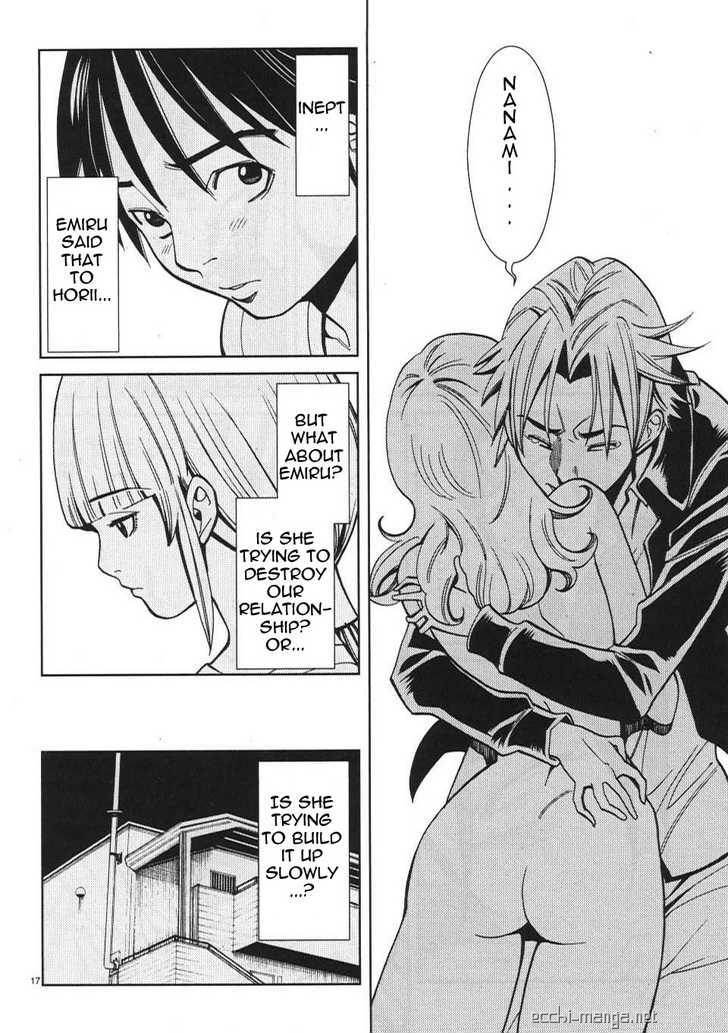 NANAMI....
INEPT
...
EMIRU
SAID
THAT
TO
HORII...
BUT
WHAT
ABOUT
EMIRU?
IS SHE
TRYING TO
DESTROY
OUR
RELATION-
SHIP?
OR...
IS SHE
TRYING
TO BUILD
IT UP
SLOWLY
...?
17
ecchi-manga.net